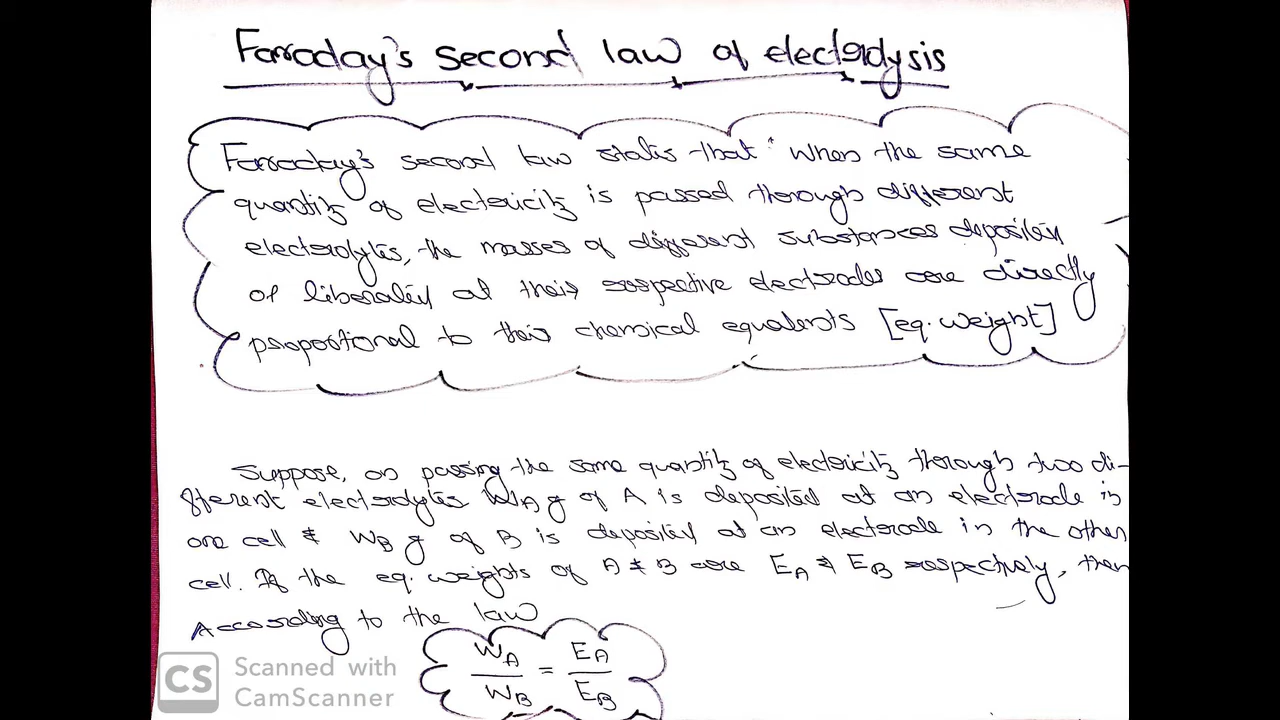 Faraday's second law of electrolysis
Faraday's second law states that "When the same
quantity of electricity is passed through different
electrolytes, the masses of different substances deposited
or liberated at their respective electrodes are directly
proportional to their chemical equalents [eq. weight]
Suppose, on passing the same quantity of electricity through two di-
fferent electrolytes WA g of A is deposited at an electrode in
one cell & WB g of B is deposited at an electrode in the other
cell. If the eq. weights of A & B are EA & EB respectively, then
According to the law
WA/WB = EA/EB
CS Scanned with
CamScanner